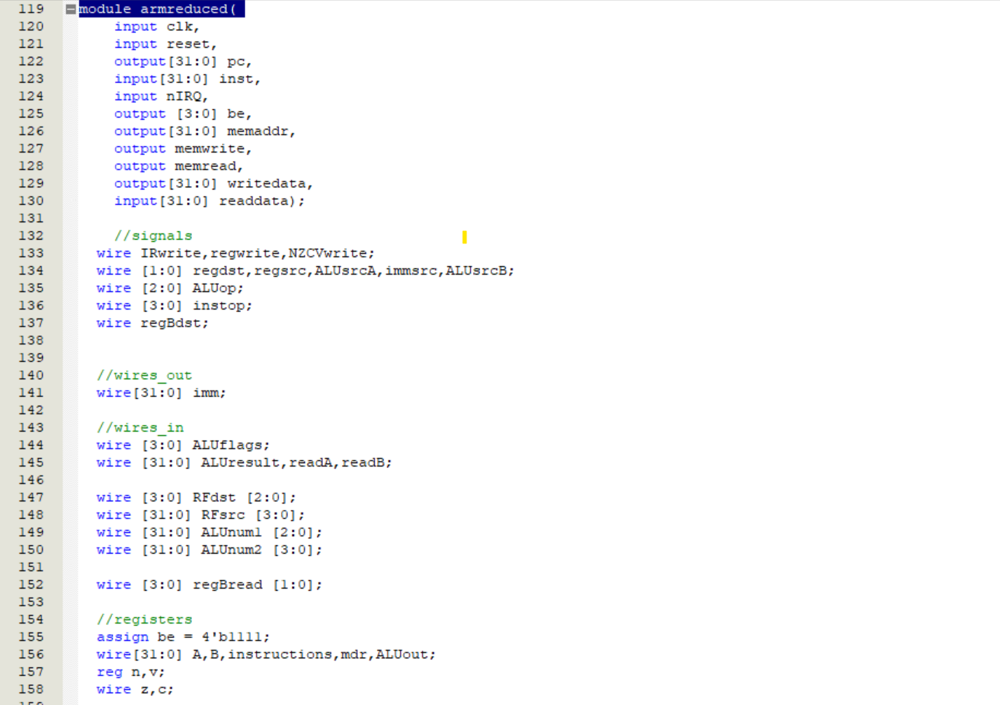 119 module armreduced(
120 input clk,
121 input reset,
122 output[31:0] pc,
123 input[31:0] inst,
124 input nIRQ,
125 output [3:0] be,
126 output[31:0] memaddr,
127 output memwrite,
128 output memread,
129 output[31:0] writedata,
130 input[31:0] readdata);
131
132 //signals
133 wire IRwrite,regwrite,NZCVwrite;
134 wire [1:0] regdst,regsrc,ALUsrcA,immsrc,ALUsrcB;
135 wire [2:0] ALUop;
136 wire [3:0] instop;
137 wire regBdst;
138
139
140 //wires_out
141 wire[31:0] imm;
142
143 //wires_in
144 wire [3:0] ALUflags;
145 wire [31:0] ALUresult,readA,readB;
146
147 wire [3:0] RFdst [2:0];
148 wire [31:0] RFsrc [3:0];
149 wire [31:0] ALUnum1 [2:0];
150 wire [31:0] ALUnum2 [3:0];
151
152 wire [3:0] regBread [1:0];
153
154 //registers
155 assign be = 4'b1111;
156 wire[31:0] A,B,instructions,mdr,ALUout;
157 reg n,v;
158 wire z,c;